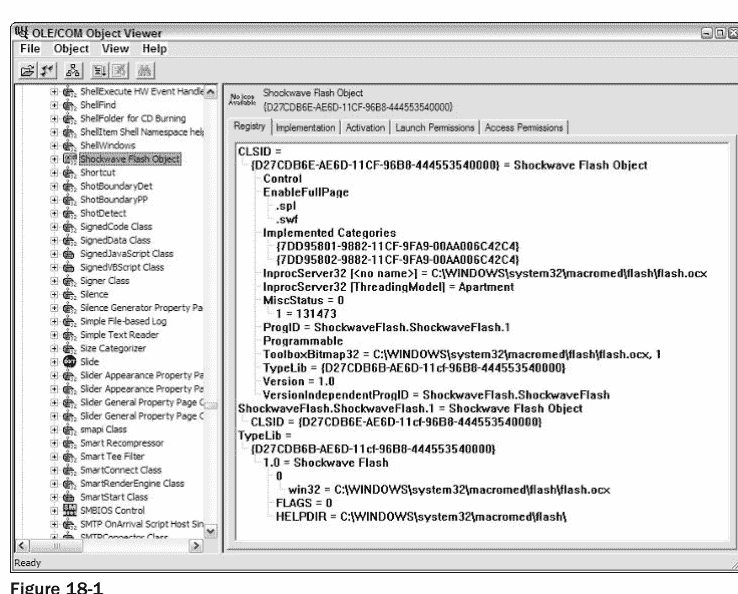 OLE/COM Object Viewer
File Object View Help
ShellExecute HW Event Handle
ShellFind
ShellFolder for CD Burning
ShellItem Shell Namespace help
ShellWindows
Shockwave Flash Object
Shortcut
ShotBoundaryDet
ShotBoundaryPP
ShotDetect
SignedCode Class
SignedData Class
SignedJavaScript Class
SignedVBScript Class
Signer Class
Silence
Silence Generator Property Pa
Simple File-based Log
Simple Text Reader
Size Categorizer
Slide
Slider Appearance Property Pa
Slider Appearance Property Pa
Slider General Property Page C
Slider General Property Page C
smapi Class
Smart Recompressor
Smart Tee Filter
SmartConnect Class
SmartRenderEngine Class
SmartStart Class
SMBIOS Control
SMTP OnArrival Script Host Sin
SMTPConnector Class
No Icon Available
Shockwave Flash Object
{D27CDB6E-AE6D-11CF-96B8-444553540000}
Registry Implementation Activation Launch Permissions Access Permissions
CLSID =
{D27CDB6E-AE6D-11CF-96B8-444553540000} = Shockwave Flash Object
Control
EnableFullPage
.spl
.swf
Implemented Categories
{7DD95801-9882-11CF-9FA9-00AA006C42C4}
{7DD95802-9882-11CF-9FA9-00AA006C42C4}
InprocServer32 [<no name>] = C:\WINDOWS\system32\macromed\flash\flash.ocx
InprocServer32 [ThreadingModel] = Apartment
MiscStatus = 0
1 = 131473
ProgID = ShockwaveFlash.ShockwaveFlash.1
Programmable
ToolboxBitmap32 = C:\WINDOWS\system32\macromed\flash\flash.ocx, 1
TypeLib = {D27CDB6B-AE6D-11cf-96B8-444553540000}
Version = 1.0
VersionIndependentProgID = ShockwaveFlash.ShockwaveFlash
ShockwaveFlash.ShockwaveFlash.1 = Shockwave Flash Object
CLSID = {D27CDB6E-AE6D-11cf-96B8-444553540000}
TypeLib =
{D27CDB6B-AE6D-11cf-96B8-444553540000}
1.0 = Shockwave Flash
0
win32 = C:\WINDOWS\system32\macromed\flash\flash.ocx
FLAGS = 0
HELPDIR = C:\WINDOWS\system32\macromed\flash\
Ready
Figure 18-1